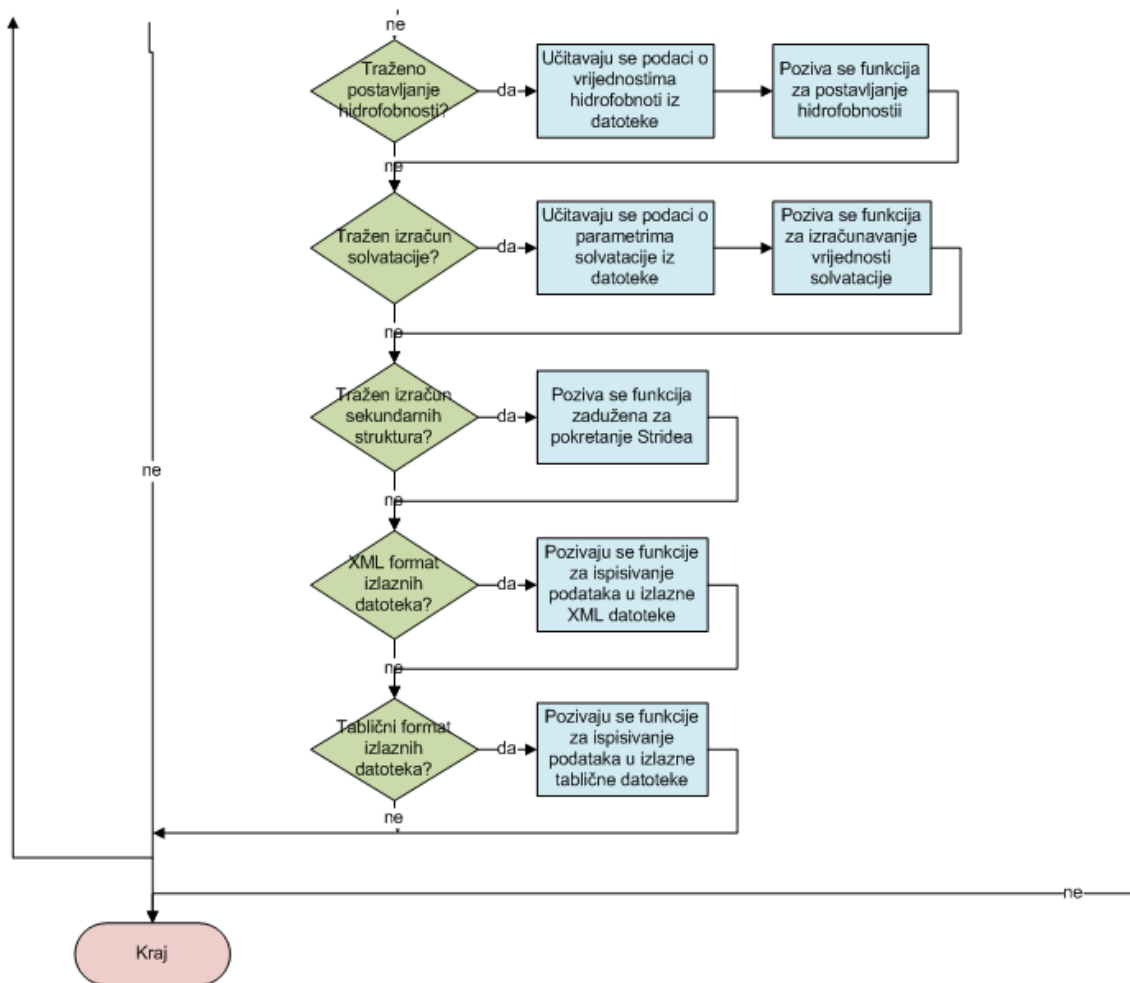 ne
Traženo
postavljanje
hidrofobnosti?
da
Učitavaju se podaci o
vrijednostima
hidrofobnoti iz
datoteke
Poziva se funkcija
za postavljanje
hidrofobnostii
ne
Tražen izračun
solvatacije?
da
Učitavaju se podaci o
parametrima
solvatacije iz
datoteke
Poziva se funkcija
za izračunavanje
vrijednosti
solvatacije
ne
Tražen izračun
sekundarnih
struktura?
da
Poziva se funkcija
zadužena za
pokretanje Stridea
ne
ne
XML format
izlaznih
datoteka?
da
Pozivaju se funkcije
za ispisivanje
podataka u izlazne
XML datoteke
ne
Tablični format
izlaznih
datoteka?
da
Pozivaju se funkcije
za ispisivanje
podataka u izlazne
tablične datoteke
ne
ne
Kraj